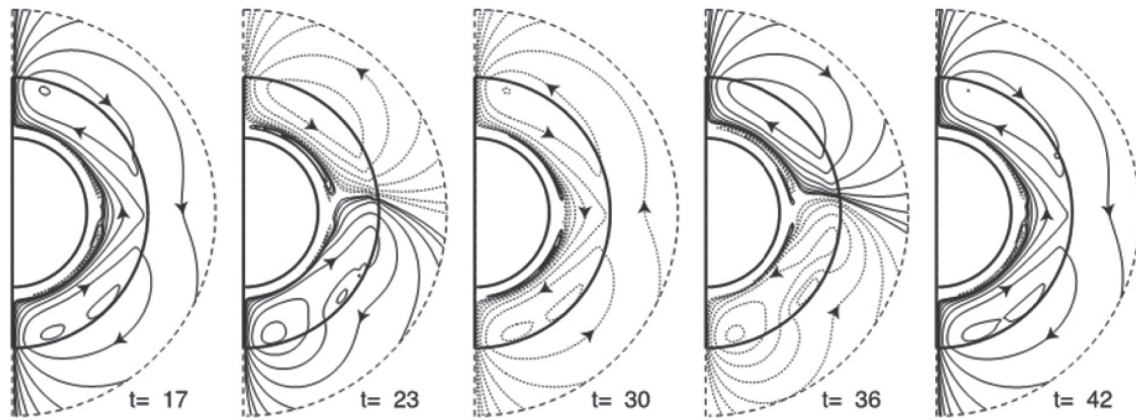 t= 17 t= 23 t= 30 t= 36 t= 42